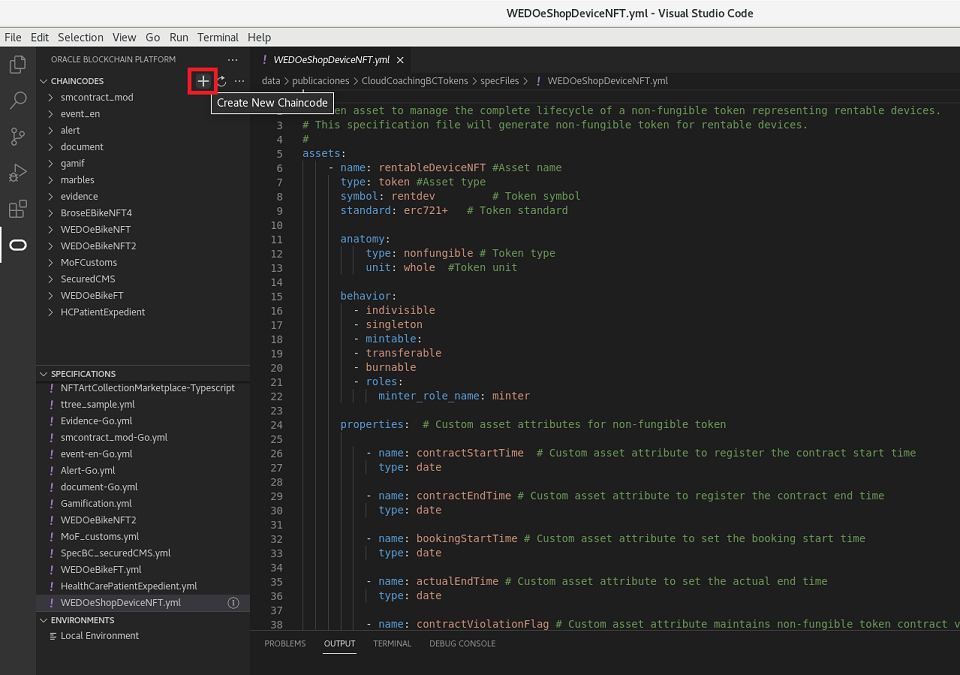 WEDOeShopDeviceNFT.yml - Visual Studio Code
File Edit Selection View Go Run Terminal Help
ORACLE BLOCKCHAIN PLATFORM
CHAINCODES
Create New Chaincode
smcontract_mod
event_en
alert
document
gamif
marbles
evidence
BroseEBikeNFT4
WEDOeBikeNFT
WEDOeBikeNFT2
MoFCustoms
SecuredCMS
WEDOeBikeFT
HCPatientExpedient
SPECIFICATIONS
! NFTArtCollectionMarketplace-Typescript
! ttree_sample.yml
! Evidence-Go.yml
! smcontract_mod-Go.yml
! event-en-Go.yml
! Alert-Go.yml
! document-Go.yml
! Gamification.yml
! WEDOeBikeNFT2
! MoF_customs.yml
! SpecBC_securedCMS.yml
! WEDOeBikeFT.yml
! HealthCarePatientExpedient.yml
! WEDOeShopDeviceNFT.yml
ENVIRONMENTS
Local Environment
! WEDOeShopDeviceNFT.yml ×
data > publicaciones > CloudCoachingBCTokens > specFiles > ! WEDOeShopDeviceNFT.yml
asset to manage the complete lifecycle of a non-fungible token representing rentable devices.
3 # This specification file will generate non-fungible token for rentable devices.
4 #
5 assets:
6 - name: rentableDeviceNFT #Asset name
7 type: token #Asset type
8 symbol: rentdev # Token symbol
9 standard: erc721+ # Token standard
10
11 anatomy:
12 type: nonfungible # Token type
13 unit: whole #Token unit
14
15 behavior:
16 - indivisible
17 - singleton
18 - mintable:
19 - transferable
20 - burnable
21 - roles:
22 minter_role_name: minter
23
24 properties: # Custom asset attributes for non-fungible token
25
26 - name: contractStartTime # Custom asset attribute to register the contract start time
27 type: date
28
29 - name: contractEndTime # Custom asset attribute to register the contract end time
30 type: date
31
32 - name: bookingStartTime # Custom asset attribute to set the booking start time
33 type: date
34
35 - name: actualEndTime # Custom asset attribute to set the actual end time
36 type: date
37
38 - name: contractViolationFlag # Custom asset attribute maintains non-fungible token contract v
PROBLEMS OUTPUT TERMINAL DEBUG CONSOLE